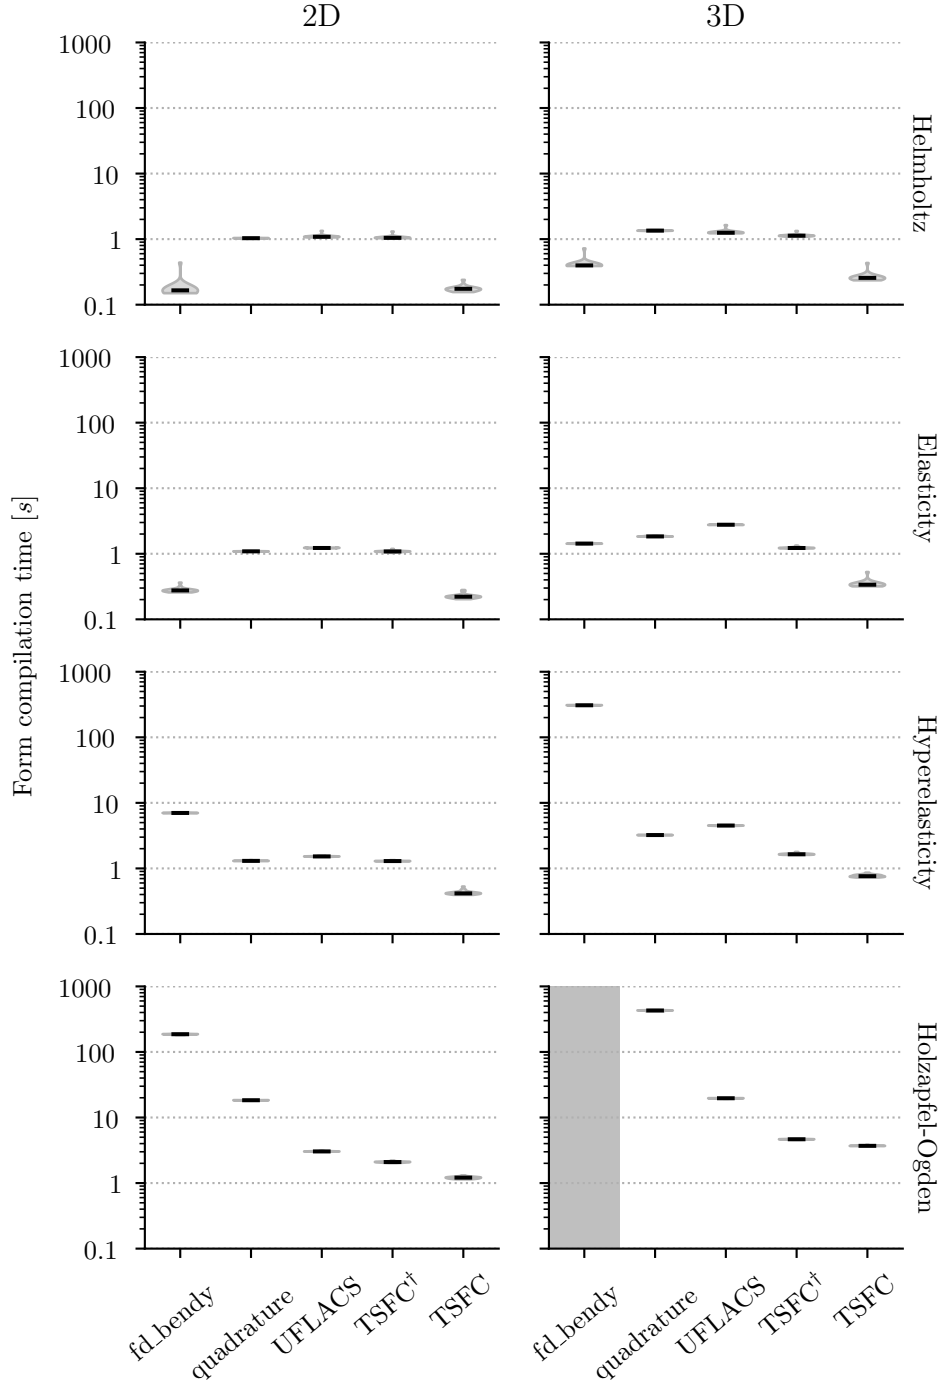 2D
3D
1000
100
10
1
0.1
Helmholtz
1000
100
10
1
0.1
Elasticity
Form compilation time [s]
1000
100
10
1
0.1
Hyperelasticity
1000
100
10
1
0.1
Holzapfel-Ogden
fd_bendy
quadrature
UFLACS
TSFC†
TSFC
fd_bendy
quadrature
UFLACS
TSFC†
TSFC